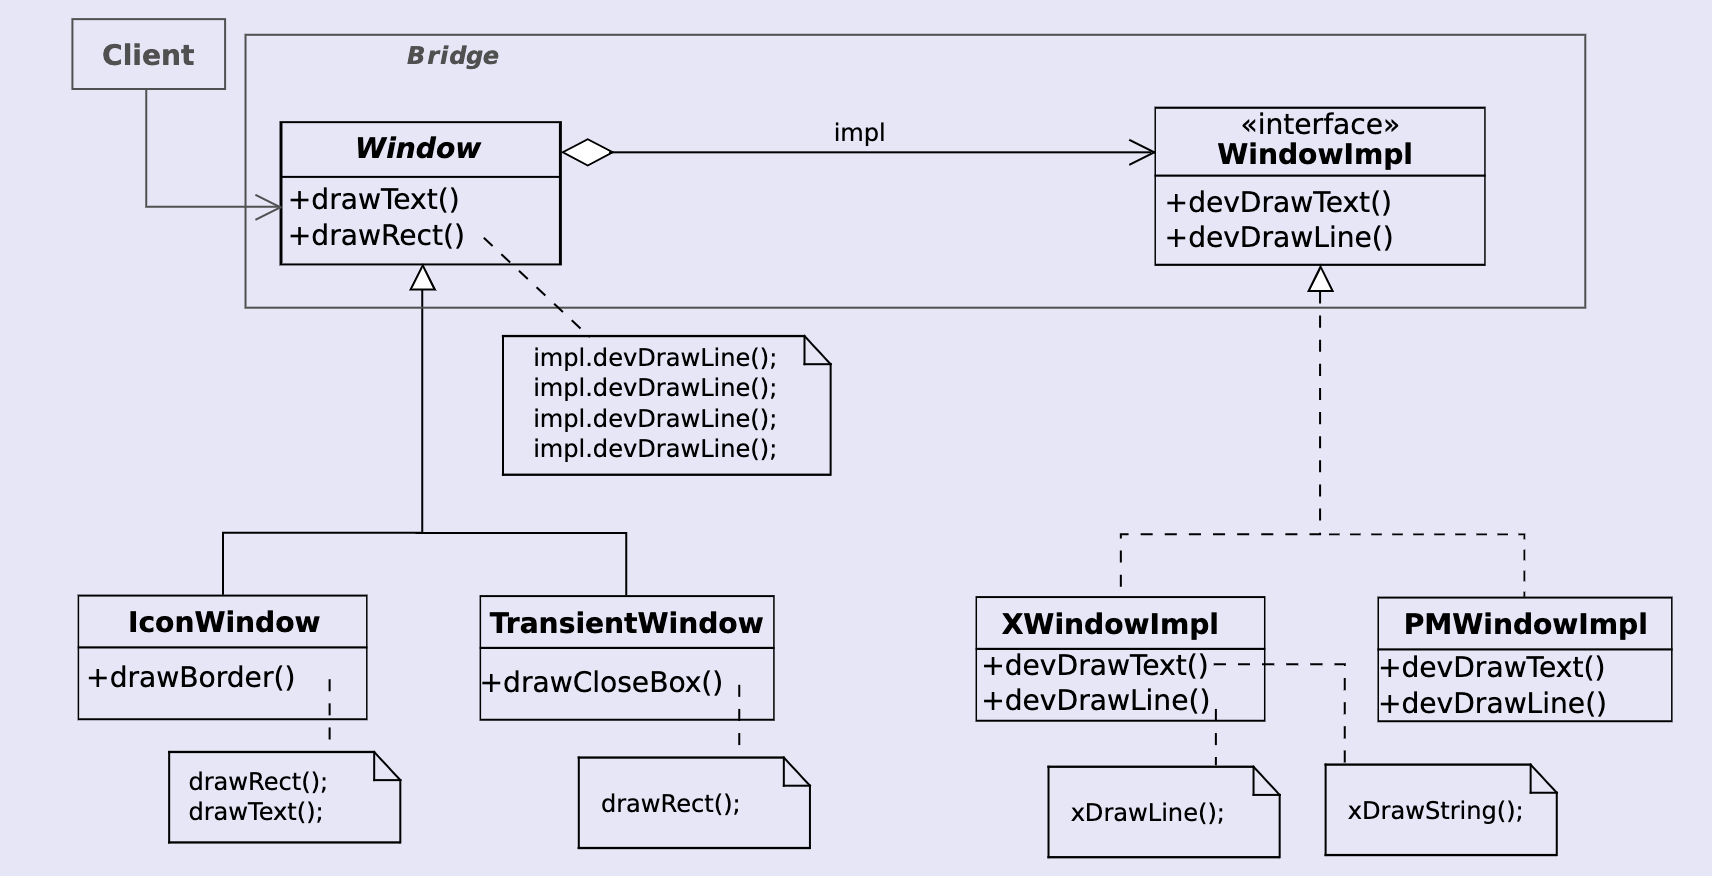 Client
Bridge
Window
+drawText()
+drawRect()
impl
«interface»
WindowImpl
+devDrawText()
+devDrawLine()
impl.devDrawLine();
impl.devDrawLine();
impl.devDrawLine();
impl.devDrawLine();
IconWindow
+drawBorder()
drawRect();
drawText();
TransientWindow
+drawCloseBox()
drawRect();
XWindowImpl
+devDrawText()
+devDrawLine()
xDrawLine();
xDrawString();
PMWindowImpl
+devDrawText()
+devDrawLine()